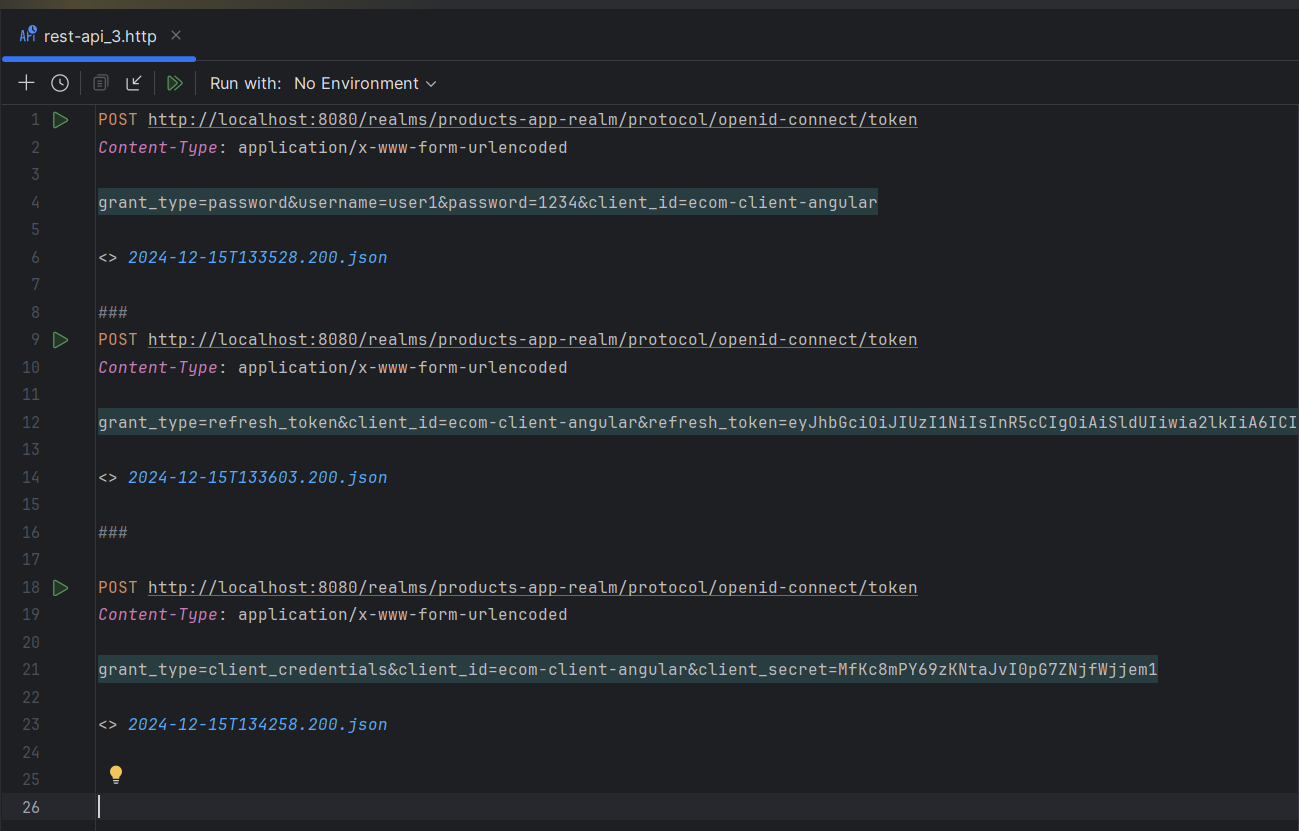 API rest-api_3.http
Run with: No Environment
1 POST http://localhost:8080/realms/products-app-realm/protocol/openid-connect/token
2 Content-Type: application/x-www-form-urlencoded
3
4 grant_type=password&username=user1&password=1234&client_id=ecom-client-angular
5
6 <> 2024-12-15T133528.200.json
7
8 ###
9 POST http://localhost:8080/realms/products-app-realm/protocol/openid-connect/token
10 Content-Type: application/x-www-form-urlencoded
11
12 grant_type=refresh_token&client_id=ecom-client-angular&refresh_token=eyJhbGciOiJIUzI1NiIsInR5cCIgOiAiSldUIiwia2lkIiA6ICI
13
14 <> 2024-12-15T133603.200.json
15
16 ###
17
18 POST http://localhost:8080/realms/products-app-realm/protocol/openid-connect/token
19 Content-Type: application/x-www-form-urlencoded
20
21 grant_type=client_credentials&client_id=ecom-client-angular&client_secret=MfKc8mPY69zKNtaJvI0pG7ZNjfWjjem1
22
23 <> 2024-12-15T134258.200.json
24
25
26